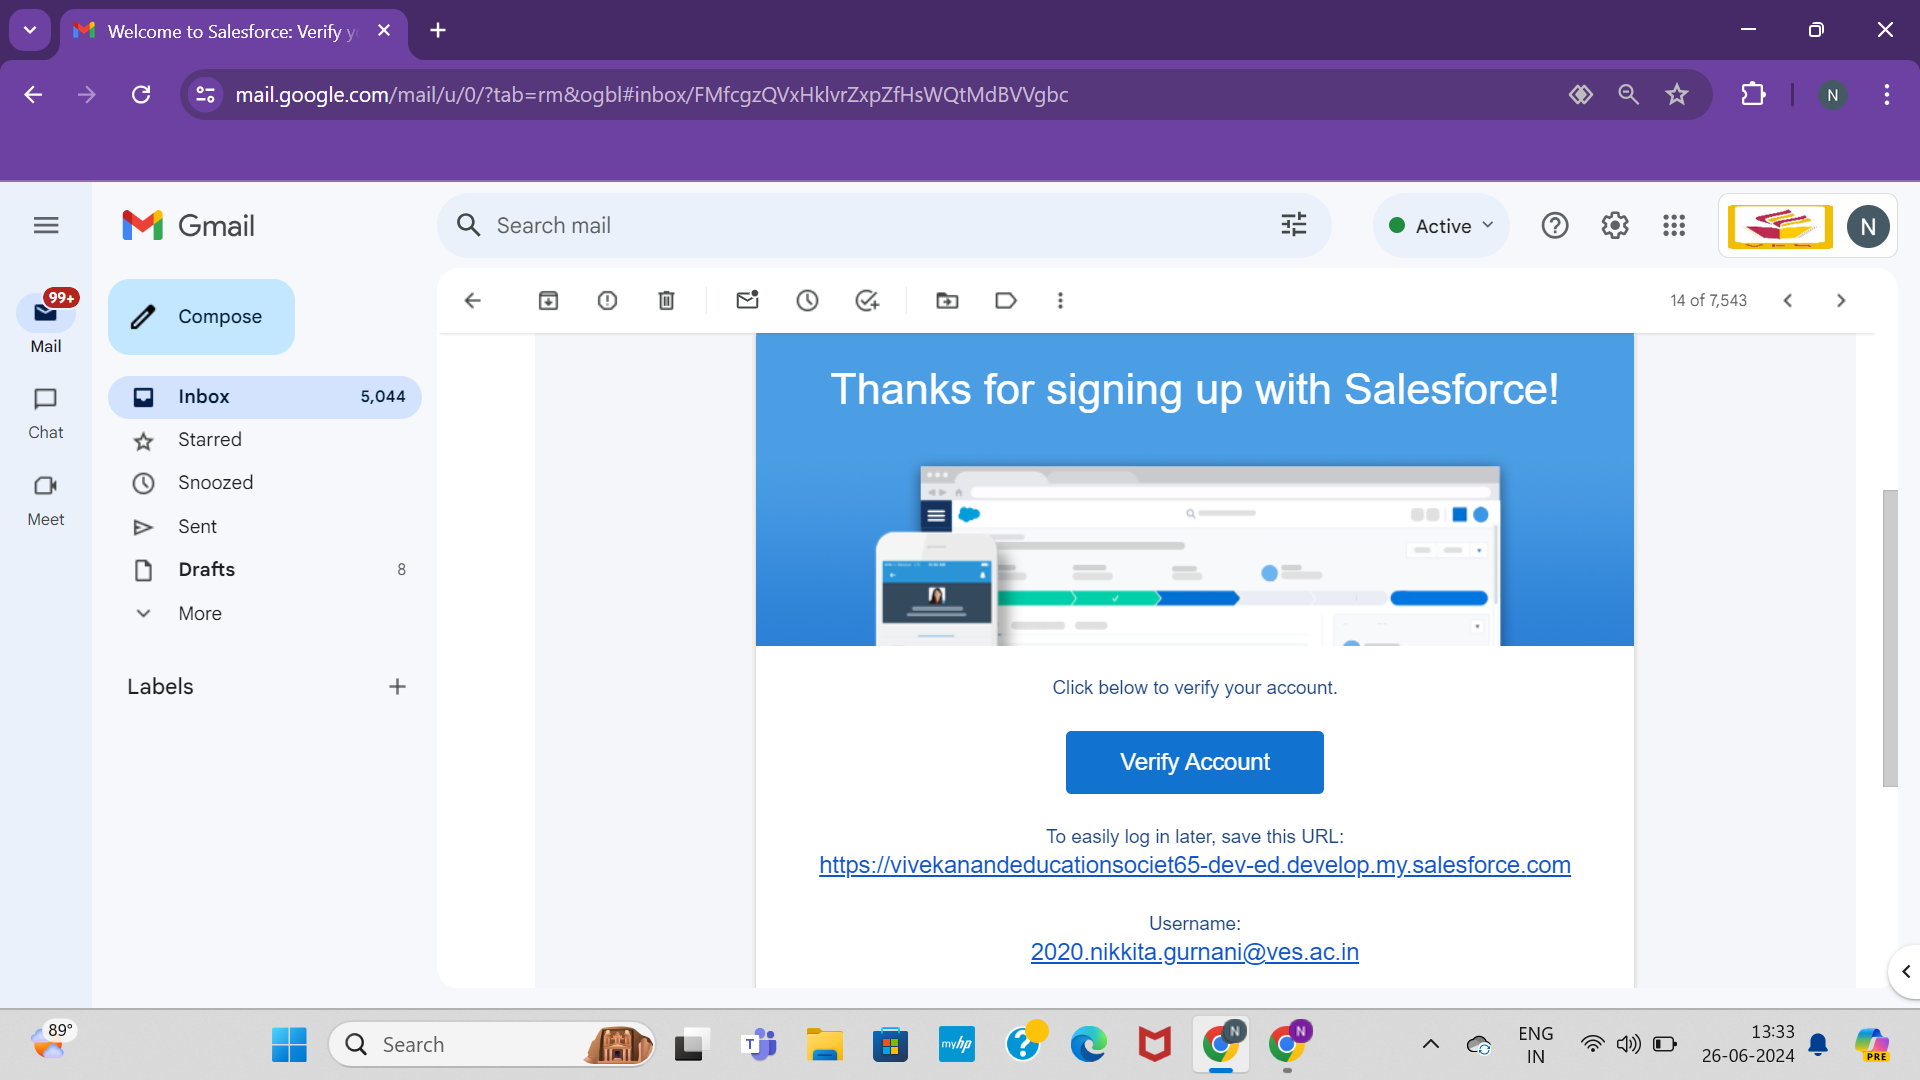 Welcome to Salesforce: Verify y
mail.google.com/mail/u/0/?tab=rm&ogbl#inbox/FMfcgzQVxHklvrZxpZfHsWQtMdBVVgbc
N
Gmail
Search mail
Active
N
99+
Mail
Compose
14 of 7,543
Inbox 5,044
Chat
Starred
Snoozed
Meet
Sent
Drafts 8
More
Labels
Thanks for signing up with Salesforce!
Click below to verify your account.
Verify Account
To easily log in later, save this URL:
https://vivekanandeducationsociet65-dev-ed.develop.my.salesforce.com
Username:
2020.nikkita.gurnani@ves.ac.in
89°
Search
T
myhp
?
N
N
ENG
IN
13:33
26-06-2024
PRE